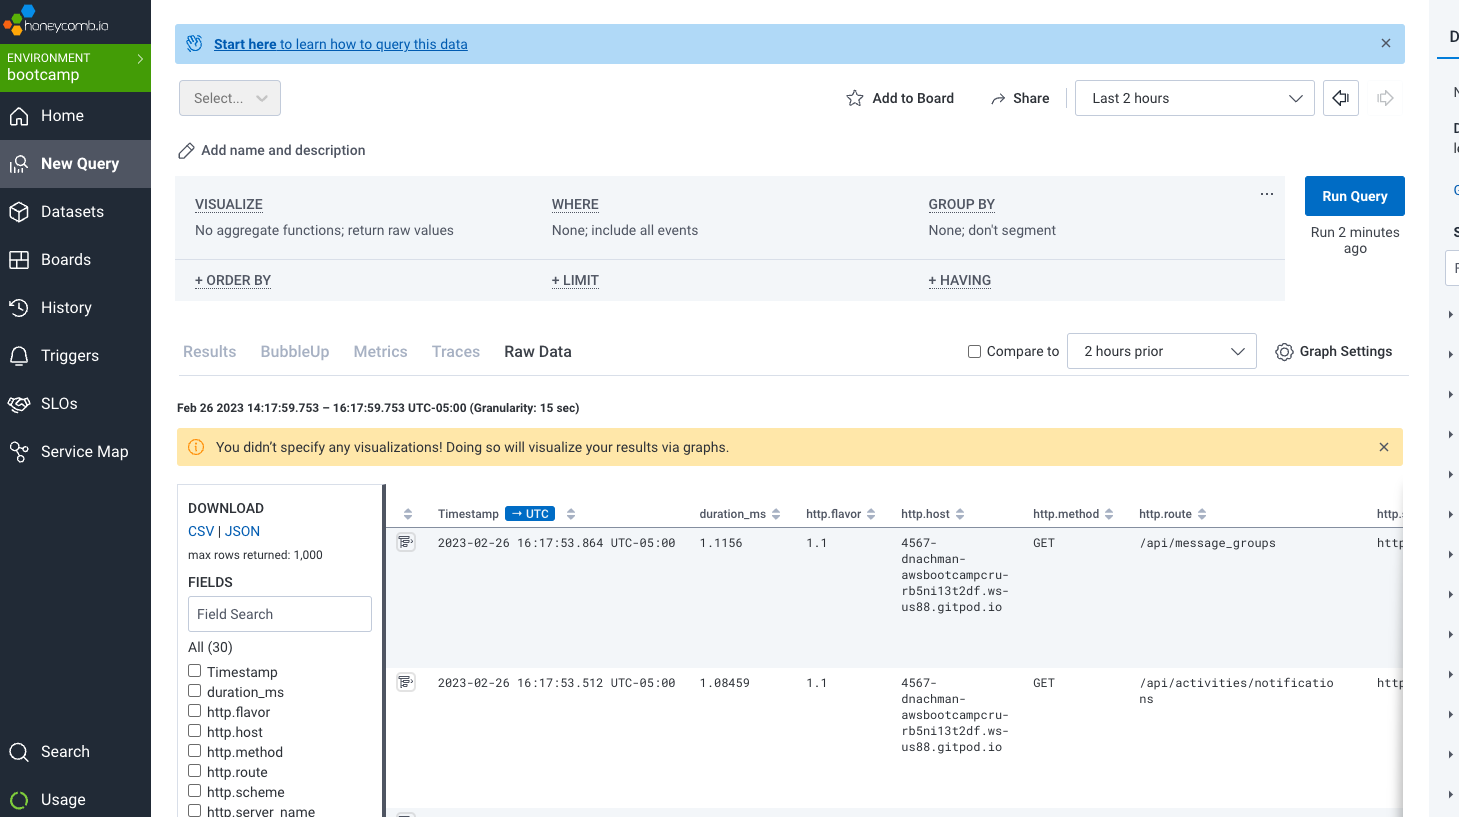 honeycomb.io
ENVIRONMENT
bootcamp
Home
New Query
Datasets
Boards
History
Triggers
SLOs
Service Map
Search
Usage
Start here to learn how to query this data
Select...
Add to Board
Share
Last 2 hours
Add name and description
VISUALIZE
No aggregate functions; return raw values
WHERE
None; include all events
GROUP BY
None; don't segment
...
+ ORDER BY
+ LIMIT
+ HAVING
Run Query
Run 2 minutes
ago
Results
BubbleUp
Metrics
Traces
Raw Data
Compare to
2 hours prior
Graph Settings
Feb 26 2023 14:17:59.753 – 16:17:59.753 UTC-05:00 (Granularity: 15 sec)
You didn't specify any visualizations! Doing so will visualize your results via graphs.
DOWNLOAD
CSV | JSON
max rows returned: 1,000
FIELDS
Field Search
All (30)
Timestamp
duration_ms
http.flavor
http.host
http.method
http.route
http.scheme
http.server_name
Timestamp → UTC duration_ms http.flavor http.host http.method http.route http.
2023-02-26 16:17:53.864 UTC-05:00 1.1156 1.1 4567- GET /api/message_groups http
dnachman-
awsbootcampcru-
rb5ni13t2df.ws-
us88.gitpod.io
2023-02-26 16:17:53.512 UTC-05:00 1.08459 1.1 4567- GET /api/activities/notificatio http
dnachman- ns
awsbootcampcru-
rb5ni13t2df.ws-
us88.gitpod.io